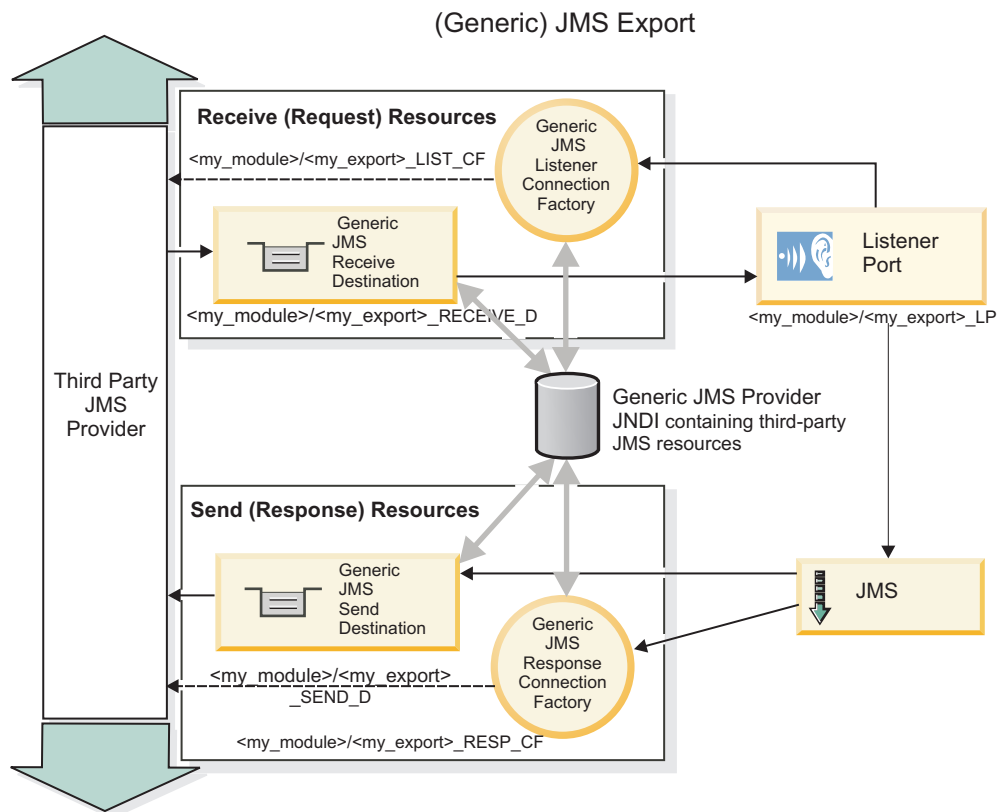 (Generic) JMS Export
Receive (Request) Resources
<my_module>/<my_export>_LIST_CF
Generic
JMS
Listener
Connection
Factory
Generic
JMS
Receive
Destination
<my_module>/<my_export>_RECEIVE_D
Listener
Port
<my_module>/<my_export>_LP
Third Party
JMS
Provider
Generic JMS Provider
JNDI containing third-party
JMS resources
Send (Response) Resources
Generic
JMS
Send
Destination
JMS
Generic
JMS
Response
Connection
Factory
<my_module>/<my_export>
_SEND_D
<my_module>/<my_export>_RESP_CF